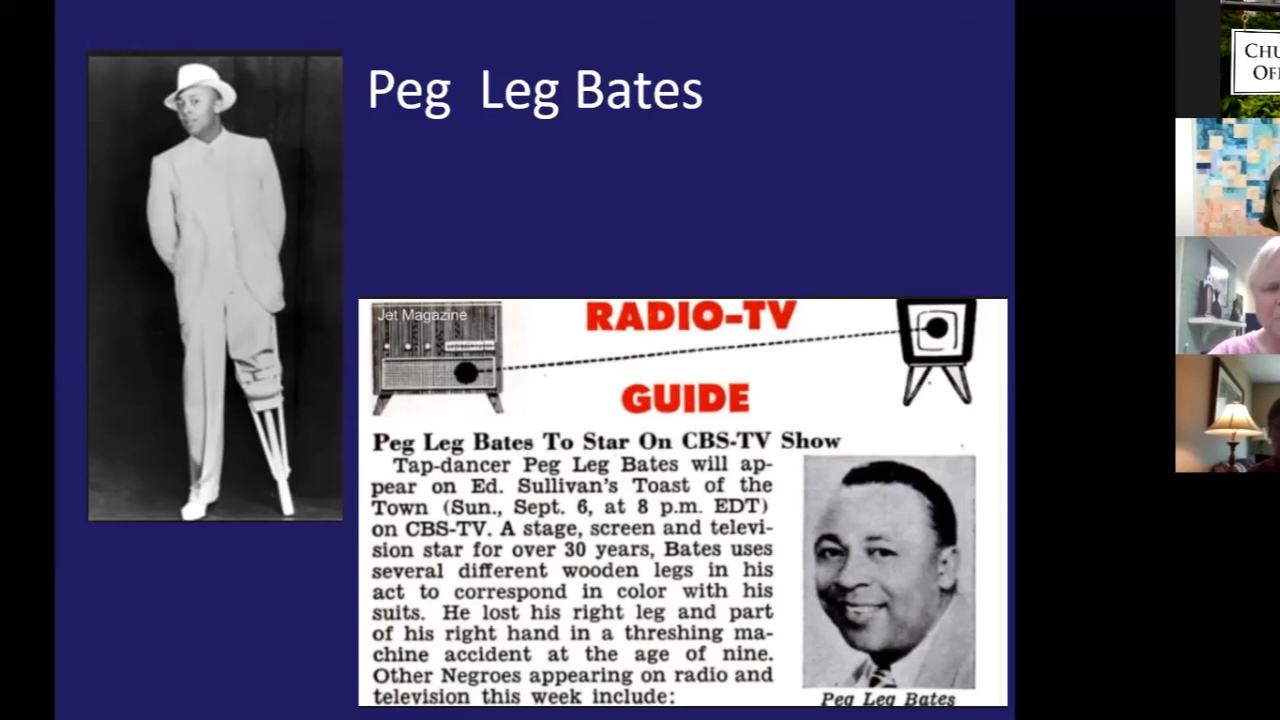 Peg Leg Bates
Jet Magazine
RADIO-TV
GUIDE
Peg Leg Bates To Star On CBS-TV Show
Tap-dancer Peg Leg Bates will ap-
pear on Ed. Sullivan's Toast of the
Town (Sun., Sept. 6, at 8 p.m. EDT)
on CBS-TV. A stage, screen and televi-
sion star for over 30 years, Bates uses
several different wooden legs in his
act to correspond in color with his
suits. He lost his right leg and part
of his right hand in a threshing ma-
chine accident at the age of nine.
Other Negroes appearing on radio and
television this week include:
Peg Leg Bates
CHU
OFF